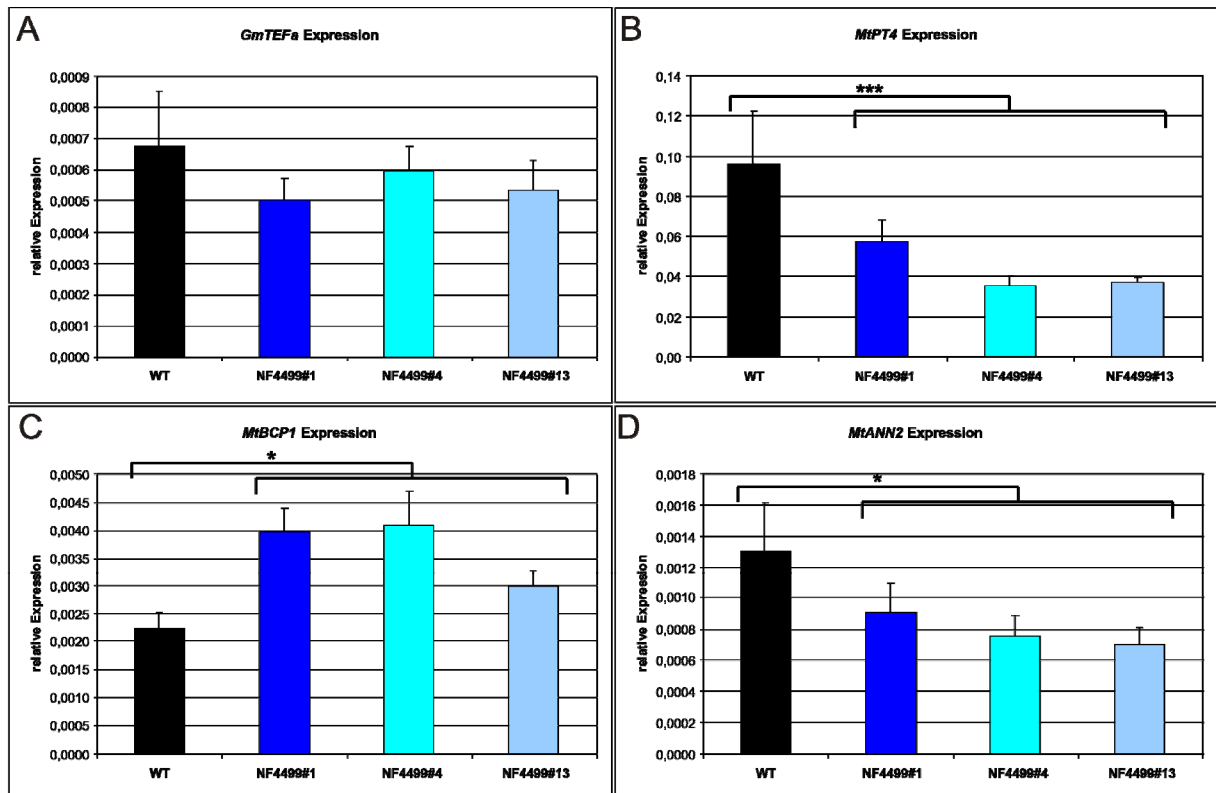 A
GmTEFa Expression
relative Expression
0,0009
0,0008
0,0007
0,0006
0,0005
0,0004
0,0003
0,0002
0,0001
0,0000
WT NF4499#1 NF4499#4 NF4499#13
B
MtPT4 Expression
relative Expression
0,14
0,12
0,10
0,08
0,06
0,04
0,02
0,00
***
WT NF4499#1 NF4499#4 NF4499#13
C
MtBCP1 Expression
relative Expression
0,0050
0,0045
0,0040
0,0035
0,0030
0,0025
0,0020
0,0015
0,0010
0,0005
0,0000
*
WT NF4499#1 NF4499#4 NF4499#13
D
MtANN2 Expression
relative Expression
0,0018
0,0016
0,0014
0,0012
0,0010
0,0008
0,0006
0,0004
0,0002
0,0000
*
WT NF4499#1 NF4499#4 NF4499#13